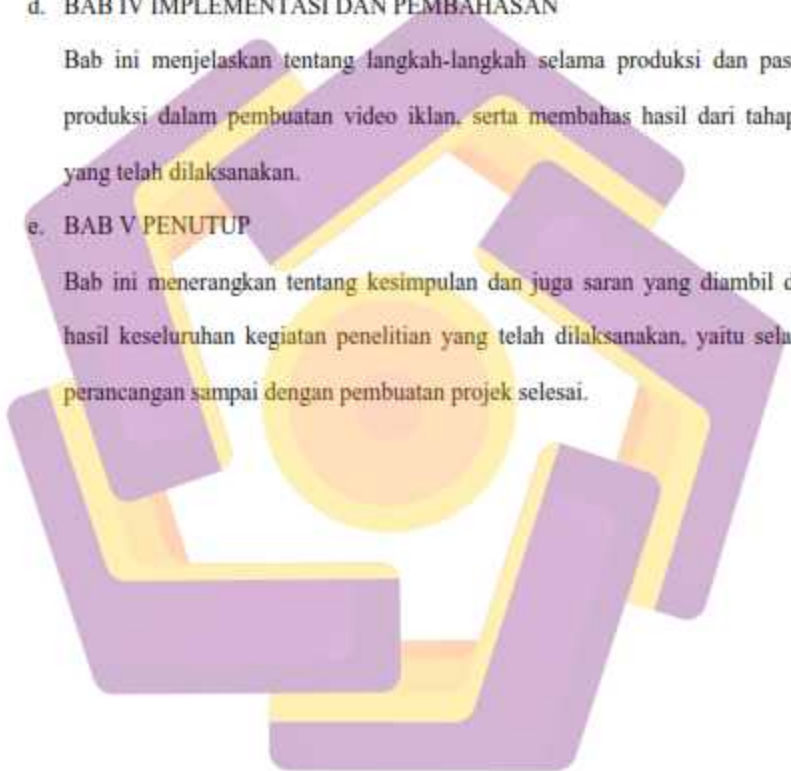 d. BAB IV IMPLEMENTASI DAN PEMBAHASAN
Bab ini menjelaskan tentang langkah-langkah selama produksi dan pas
produksi dalam pembuatan video iklan, serta membahas hasil dari tahap
yang telah dilaksanakan.
e. BAB V PENUTUP
Bab ini menerangkan tentang kesimpulan dan juga saran yang diambil d
hasil keseluruhan kegiatan penelitian yang telah dilaksanakan, yaitu sela
perancangan sampai dengan pembuatan projek selesai.